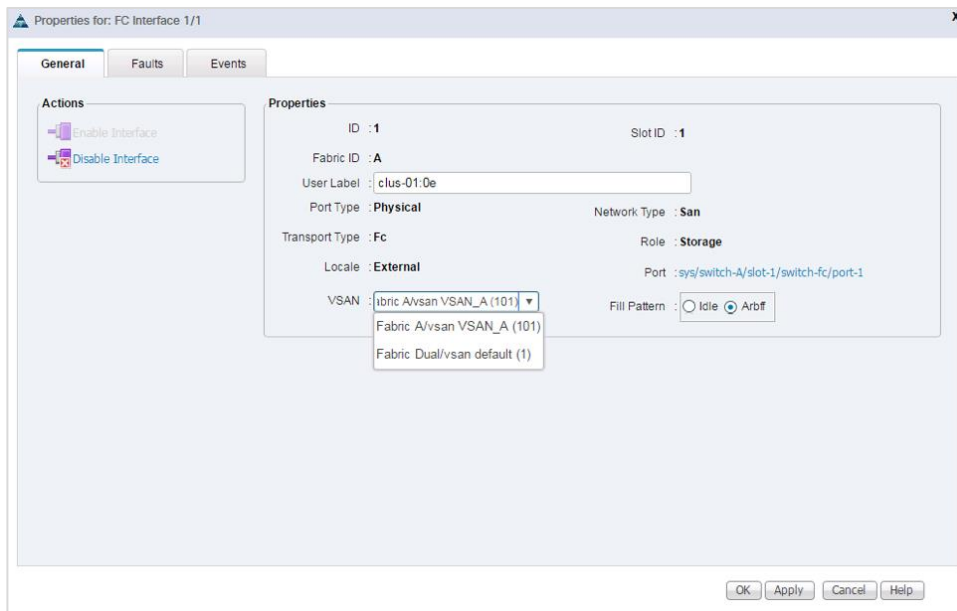 Properties for: FC Interface 1/1
x
General Faults Events
Actions
Enable Interface
Disable Interface
Properties
ID : 1
Slot ID : 1
Fabric ID : A
User Label : clus-01:0e
Port Type : Physical
Network Type : San
Transport Type : Fc
Role : Storage
Locale : External
Port : sys/switch-A/slot-1/switch-fc/port-1
VSAN : abric A/vsan VSAN_A (101)
Fill Pattern : Idle Arbff
Fabric A/vsan VSAN_A (101)
Fabric Dual/vsan default (1)
OK Apply Cancel Help